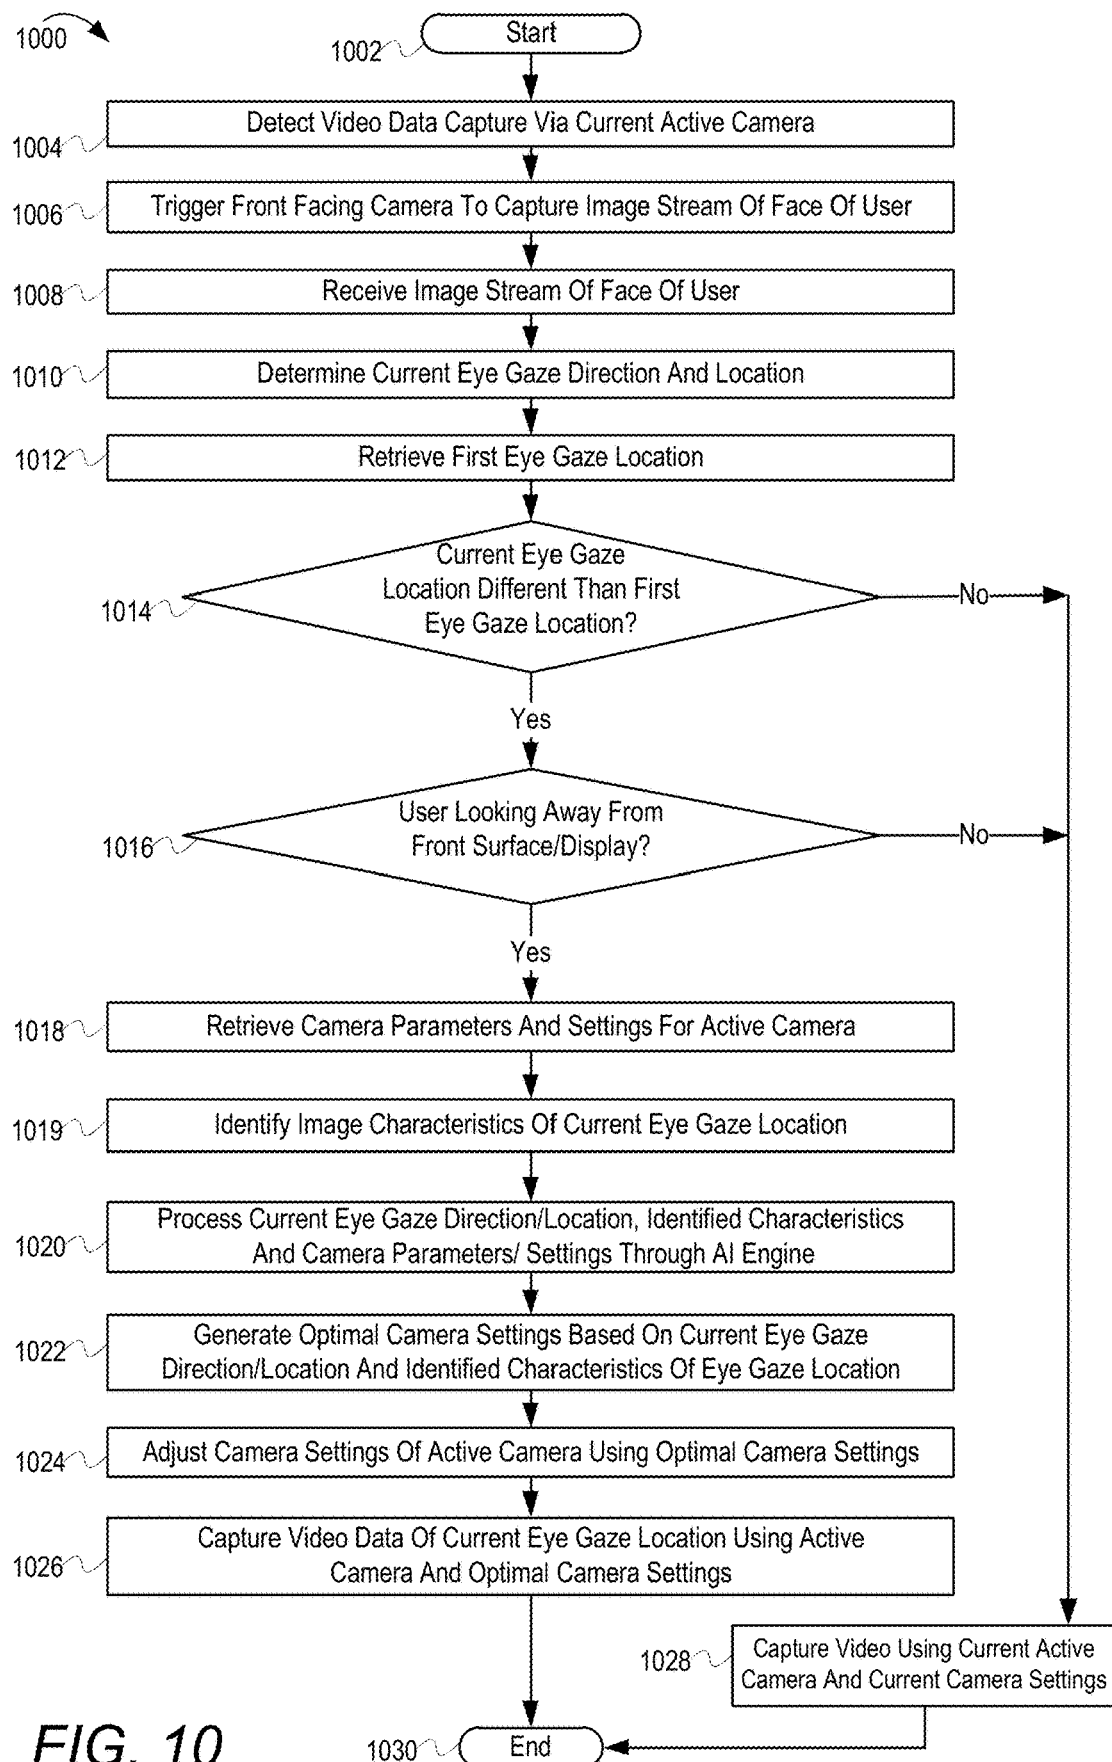 1000
Start
1002
Detect Video Data Capture Via Current Active Camera
1004
Trigger Front Facing Camera To Capture Image Stream Of Face Of User
1006
Receive Image Stream Of Face Of User
1008
Determine Current Eye Gaze Direction And Location
1010
Retrieve First Eye Gaze Location
1012
Current Eye Gaze
Location Different Than First
Eye Gaze Location?
No
1014
Yes
User Looking Away From
Front Surface/Display?
No
1016
Yes
Retrieve Camera Parameters And Settings For Active Camera
1018
Identify Image Characteristics Of Current Eye Gaze Location
1019
Process Current Eye Gaze Direction/Location, Identified Characteristics
And Camera Parameters/ Settings Through AI Engine
1020
Generate Optimal Camera Settings Based On Current Eye Gaze
Direction/Location And Identified Characteristics Of Eye Gaze Location
1022
Adjust Camera Settings Of Active Camera Using Optimal Camera Settings
1024
Capture Video Data Of Current Eye Gaze Location Using Active
Camera And Optimal Camera Settings
1026
Capture Video Using Current Active
Camera And Current Camera Settings
1028
FIG. 10
1030
End